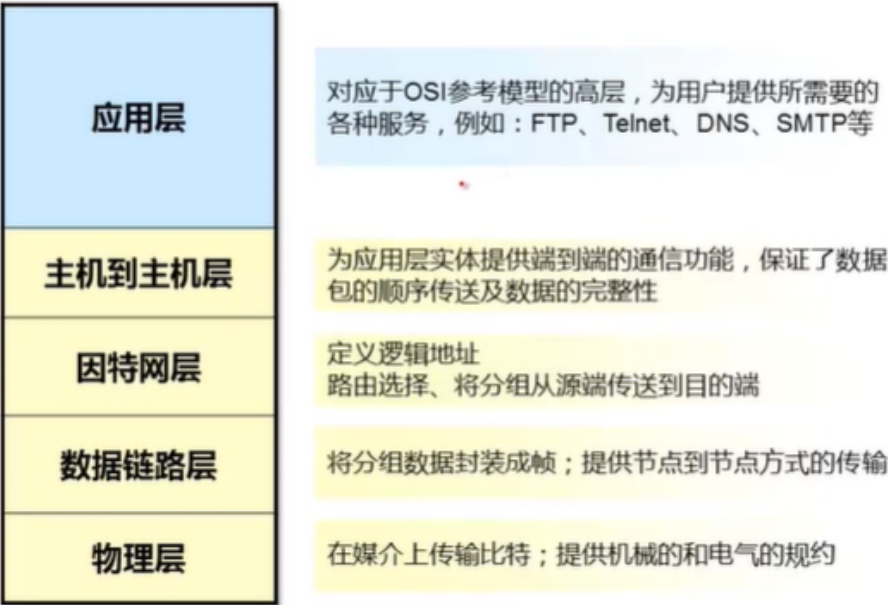 应用层
对应于OSI参考模型的高层，为用户提供所需要的
各种服务，例如：FTP、Telnet、DNS、SMTP等
主机到主机层
为应用层实体提供端到端的通信功能，保证了数据
包的顺序传送及数据的完整性
因特网层
定义逻辑地址
路由选择、将分组从源端传送到目的端
数据链路层
将分组数据封装成帧；提供节点到节点方式的传输
物理层
在媒介上传输比特；提供机械的和电气的规约